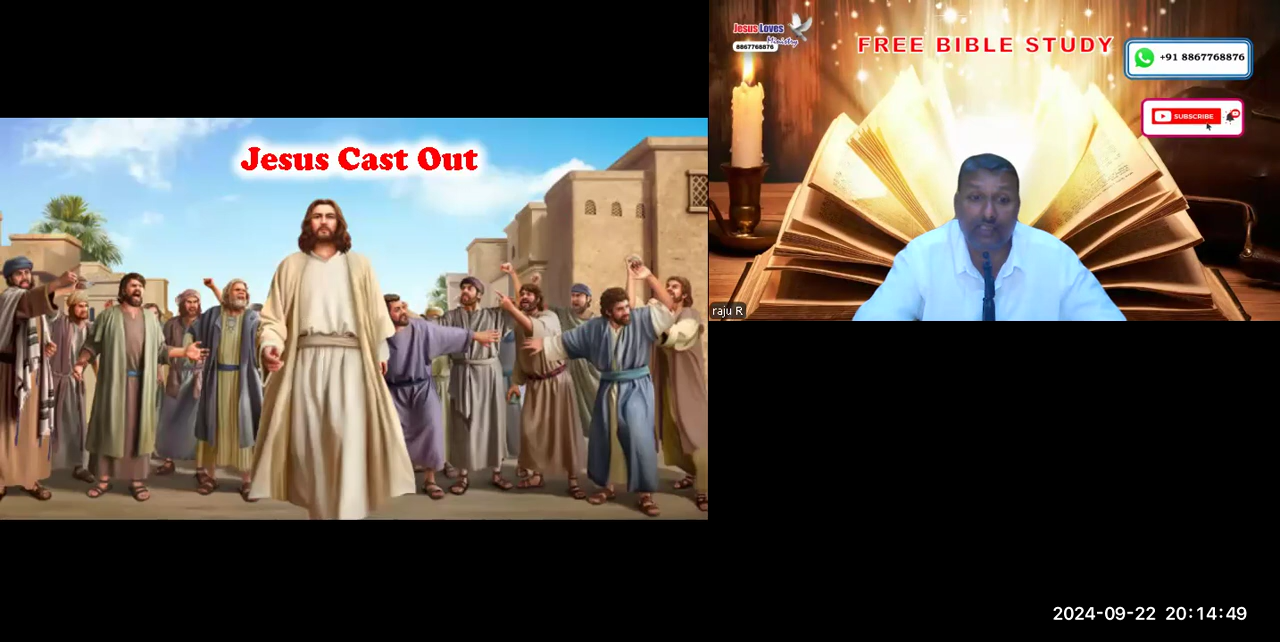 Jesus Cast Out
Jesus Loves
Ministry
8867768876
FREE BIBLE STUDY
+91 8867768876
SUBSCRIBE
raju R
2024-09-22 20:14:49